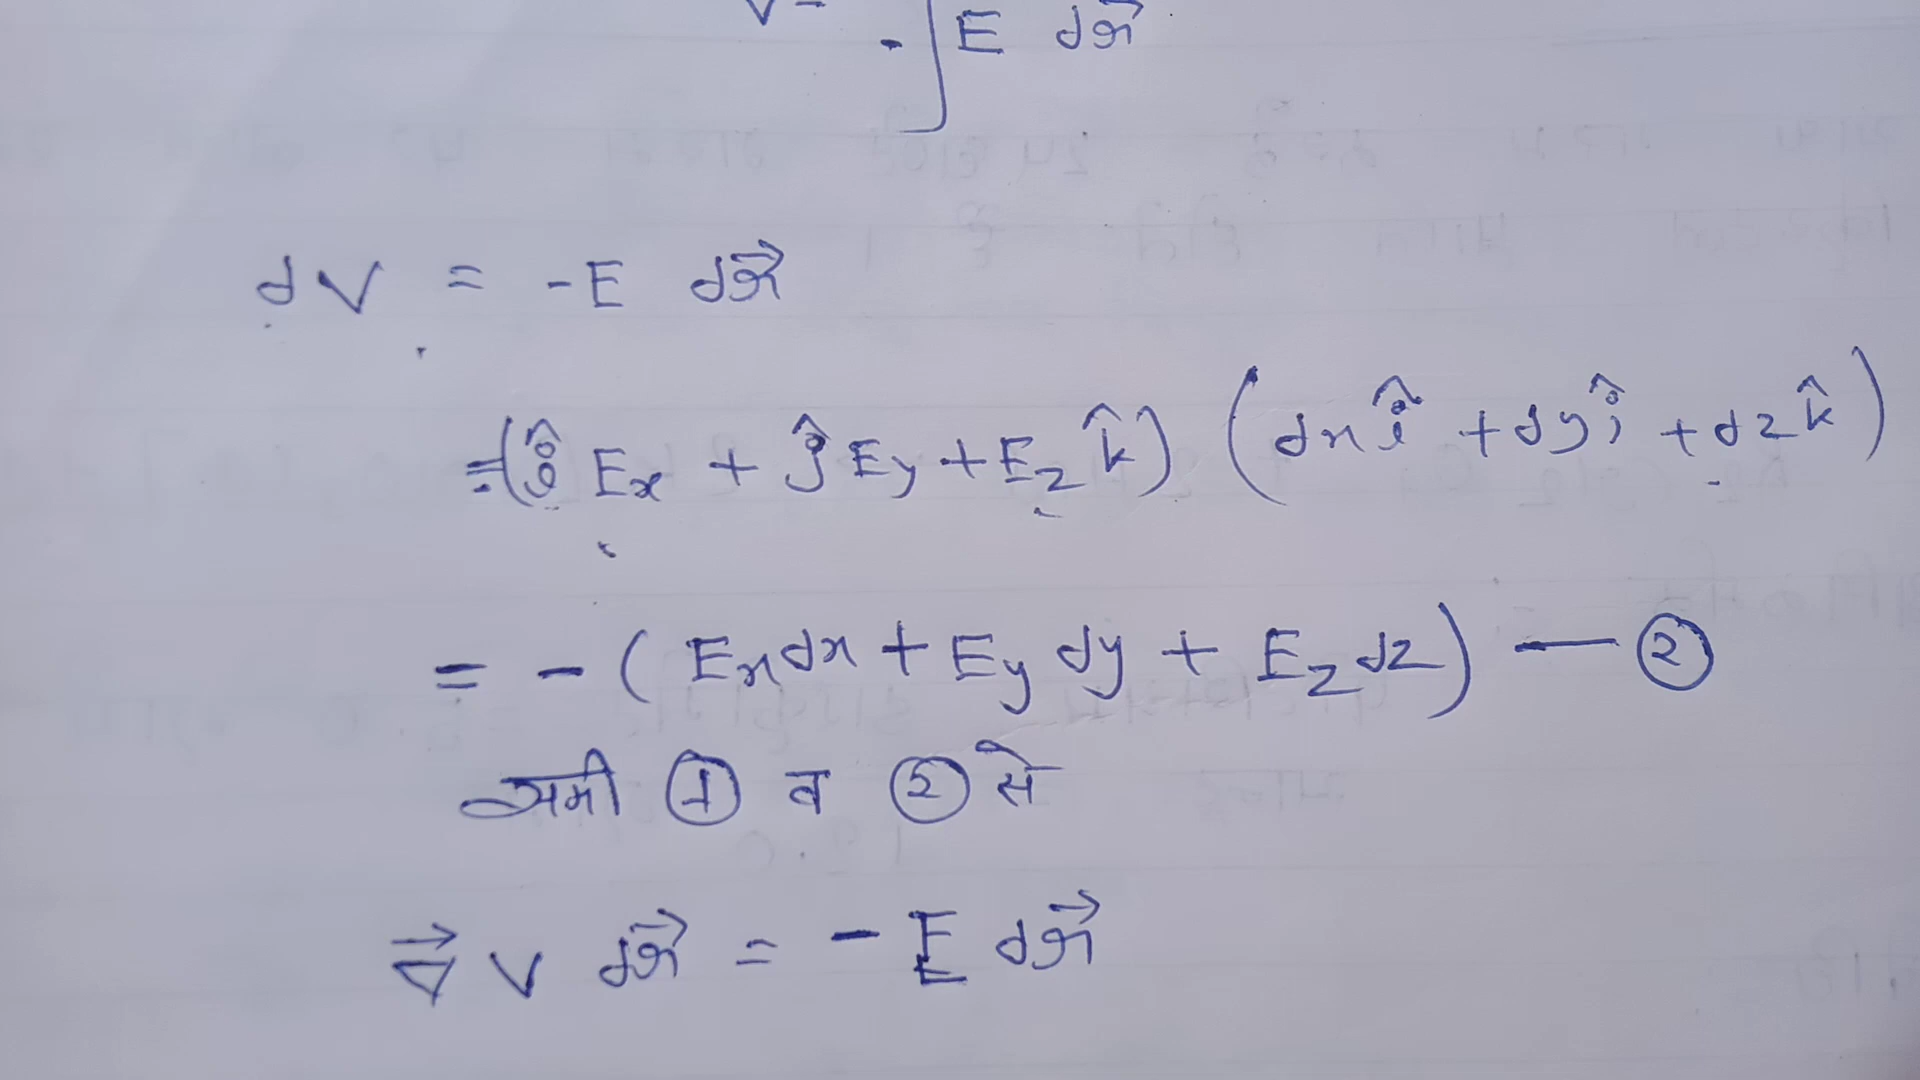 V = - ∫ E dr⃗
dV = -E dr⃗
= (î Ex + ĵ Ey + Ez k̂) (dx î + dy ĵ + dz k̂)
= - (Ex dx + Ey dy + Ez dz) — ②
समी ① व ② से
∇⃗ V dr⃗ = - E dr⃗